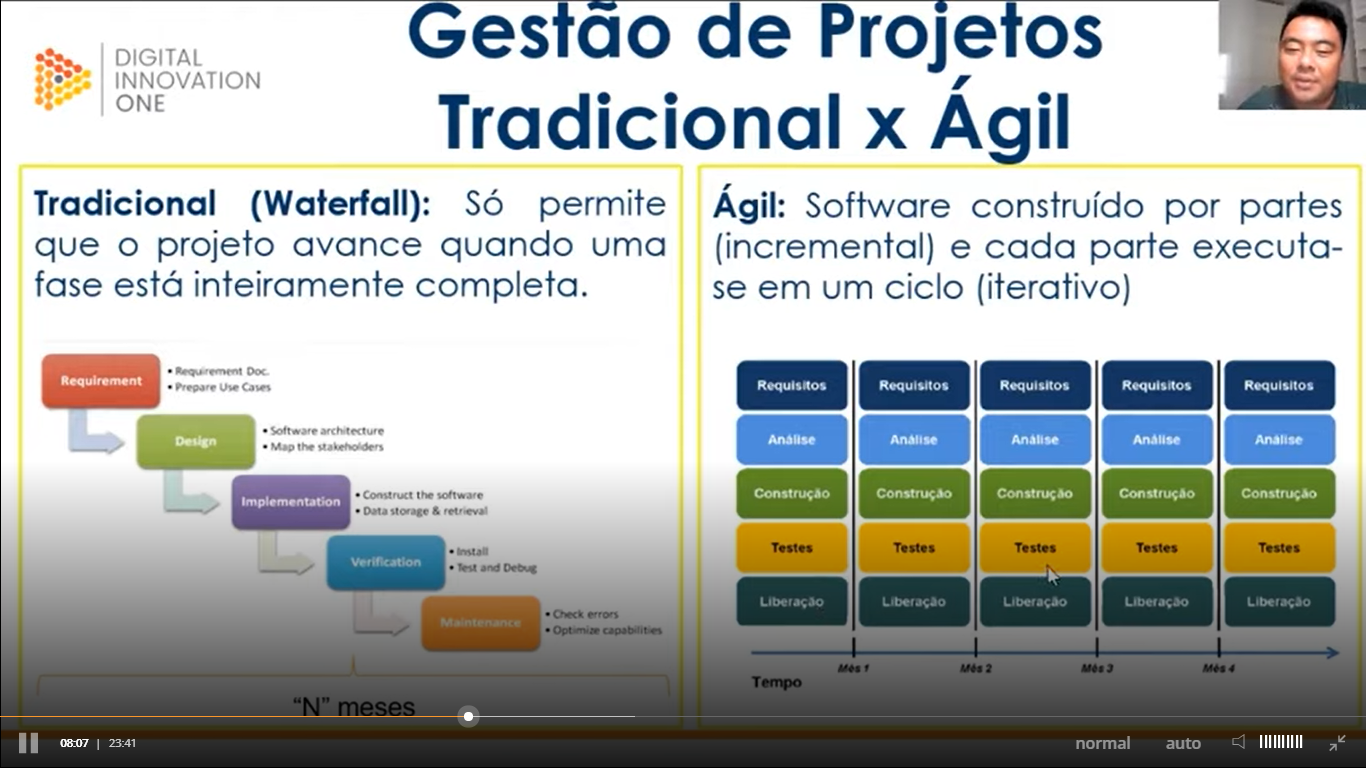 Gestão de Projetos
Tradicional x Ágil
DIGITAL
INNOVATION
ONE
Tradicional (Waterfall): Só permite
que o projeto avance quando uma
fase está inteiramente completa.
Requirement
• Requirement Doc.
• Prepare Use Cases
Design
• Software architecture
• Map the stakeholders
Implementation
• Construct the software
• Data storage & retrieval
Verification
• Install
• Test and Debug
Maintenance
• Check errors
• Optimize capabilities
“N” meses
Ágil: Software construído por partes
(incremental) e cada parte executa-
se em um ciclo (iterativo)
Requisitos Requisitos Requisitos Requisitos Requisitos
Análise Análise Análise Análise Análise
Construção Construção Construção Construção Construção
Testes Testes Testes Testes Testes
Liberação Liberação Liberação Liberação Liberação
Mês 1 Mês 2 Mês 3 Mês 4
Tempo
08:07 | 23:41
normal auto